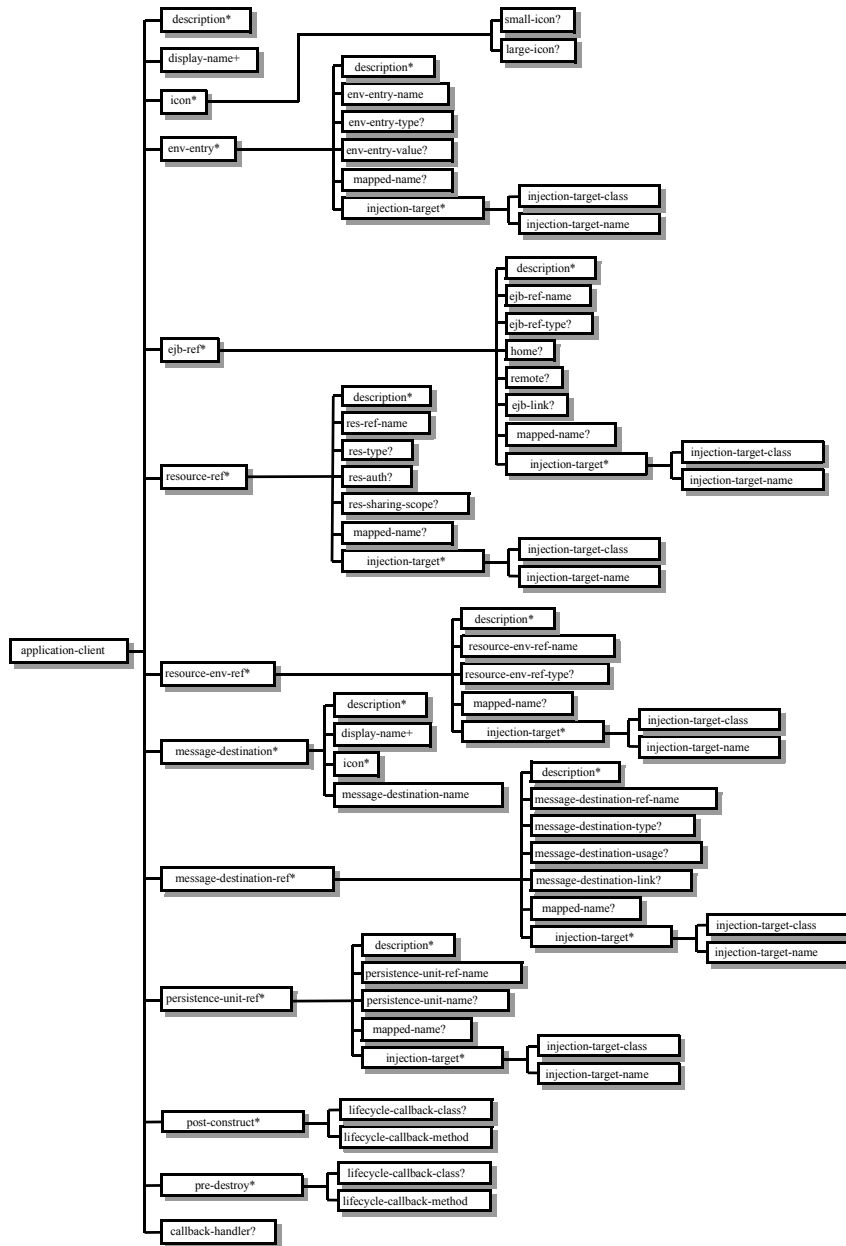 application-client
description*
display-name+
icon*
small-icon?
large-icon?
env-entry*
description*
env-entry-name
env-entry-type?
env-entry-value?
mapped-name?
injection-target*
injection-target-class
injection-target-name
ejb-ref*
description*
ejb-ref-name
ejb-ref-type?
home?
remote?
ejb-link?
mapped-name?
injection-target*
injection-target-class
injection-target-name
resource-ref*
description*
res-ref-name
res-type?
res-auth?
res-sharing-scope?
mapped-name?
injection-target*
injection-target-class
injection-target-name
resource-env-ref*
description*
resource-env-ref-name
resource-env-ref-type?
mapped-name?
injection-target*
injection-target-class
injection-target-name
message-destination*
description*
display-name+
icon*
message-destination-name
message-destination-ref*
description*
message-destination-ref-name
message-destination-type?
message-destination-usage?
message-destination-link?
mapped-name?
injection-target*
injection-target-class
injection-target-name
persistence-unit-ref*
description*
persistence-unit-ref-name
persistence-unit-name?
mapped-name?
injection-target*
injection-target-class
injection-target-name
post-construct*
lifecycle-callback-class?
lifecycle-callback-method
pre-destroy*
lifecycle-callback-class?
lifecycle-callback-method
callback-handler?